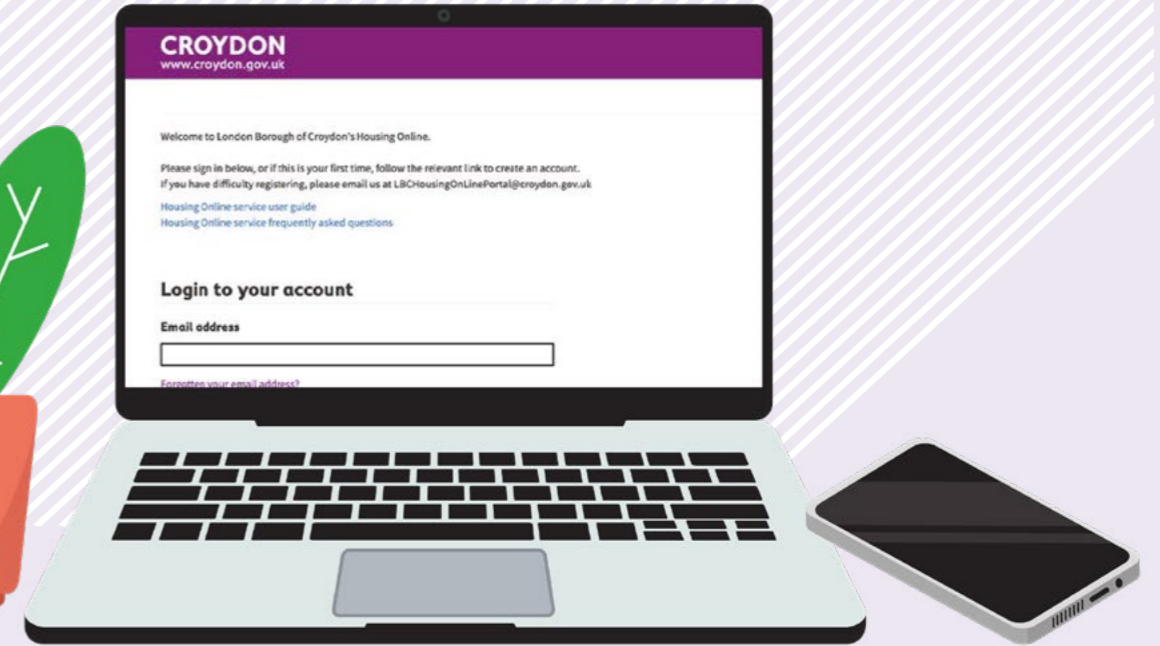 CROYDON
www.croydon.gov.uk
Welcome to London Borough of Croydon's Housing Online.
Please sign in below, or if this is your first time, follow the relevant link to create an account.
If you have difficulty registering, please email us at LBCHousingOnLinePortal@croydon.gov.uk
Housing Online service user guide
Housing Online service frequently asked questions
Login to your account
Email address
Forgotten your email address?